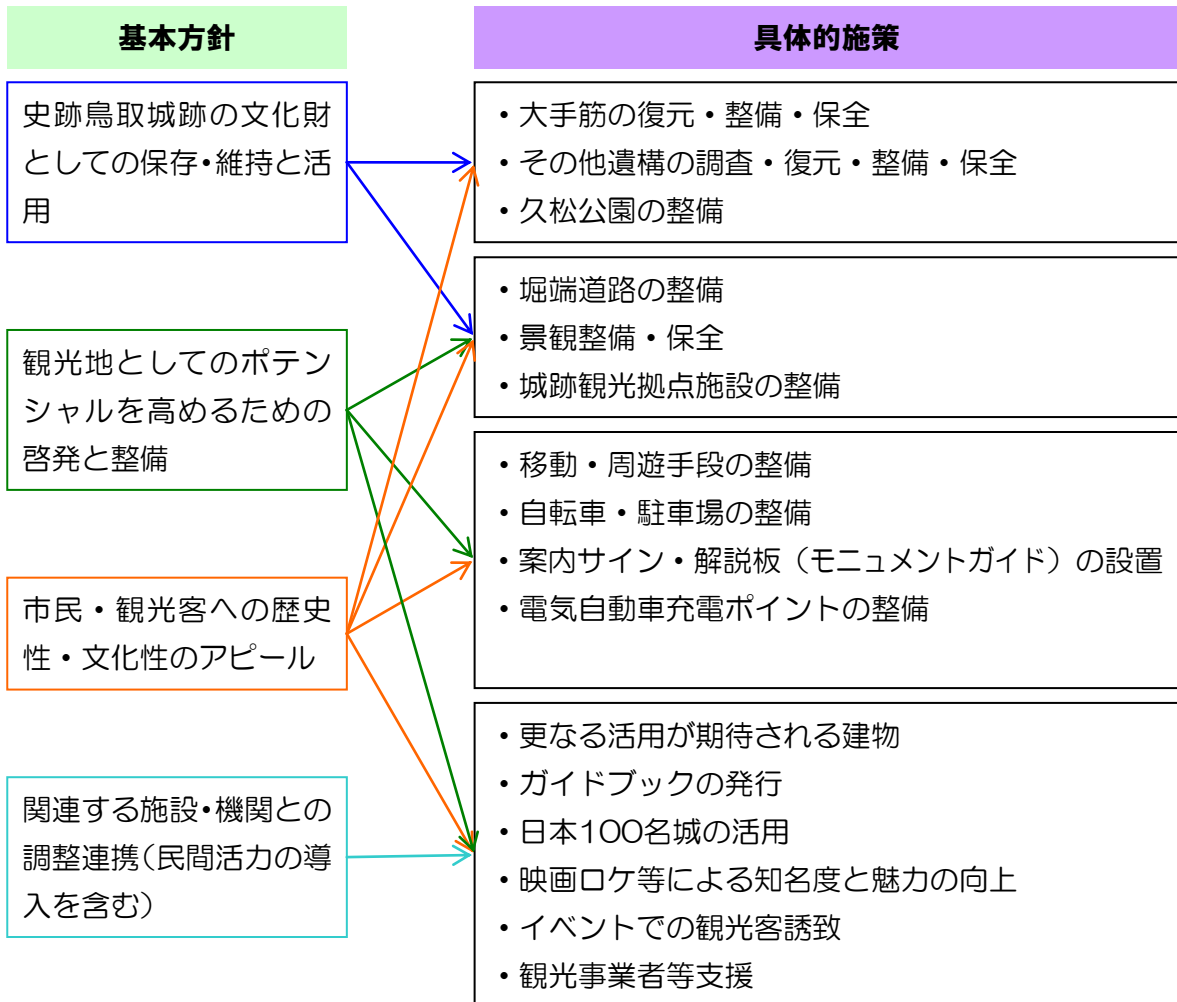 基本方針
具体的施策
史跡鳥取城跡の文化財
としての保存・維持と活
用
観光地としてのポテン
シャルを高めるための
啓発と整備
市民・観光客への歴史
性・文化性のアピール
関連する施設・機関との
調整連携（民間活力の導
入を含む）
・大手筋の復元・整備・保全
・その他遺構の調査・復元・整備・保全
・久松公園の整備
・堀端道路の整備
・景観整備・保全
・城跡観光拠点施設の整備
・移動・周遊手段の整備
・自転車・駐車場の整備
・案内サイン・解説板（モニュメントガイド）の設置
・電気自動車充電ポイントの整備
・更なる活用が期待される建物
・ガイドブックの発行
・日本100名城の活用
・映画ロケ等による知名度と魅力の向上
・イベントでの観光客誘致
・観光事業者等支援